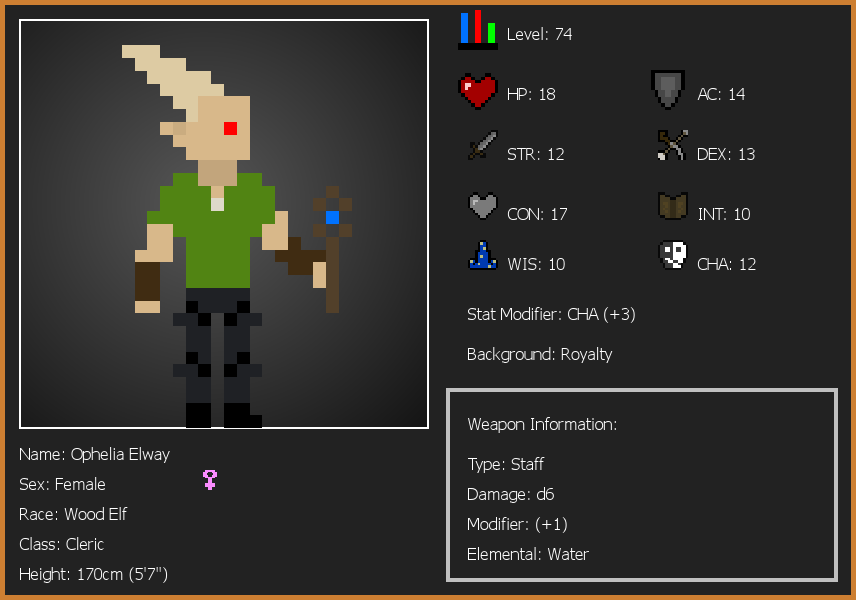 Level: 74
HP: 18
AC: 14
STR: 12
DEX: 13
CON: 17
INT: 10
WIS: 10
CHA: 12
Stat Modifier: CHA (+3)
Background: Royalty
Weapon Information:
Type: Staff
Damage: d6
Modifier: (+1)
Elemental: Water
Name: Ophelia Elway
Sex: Female
Race: Wood Elf
Class: Cleric
Height: 170cm (5'7")